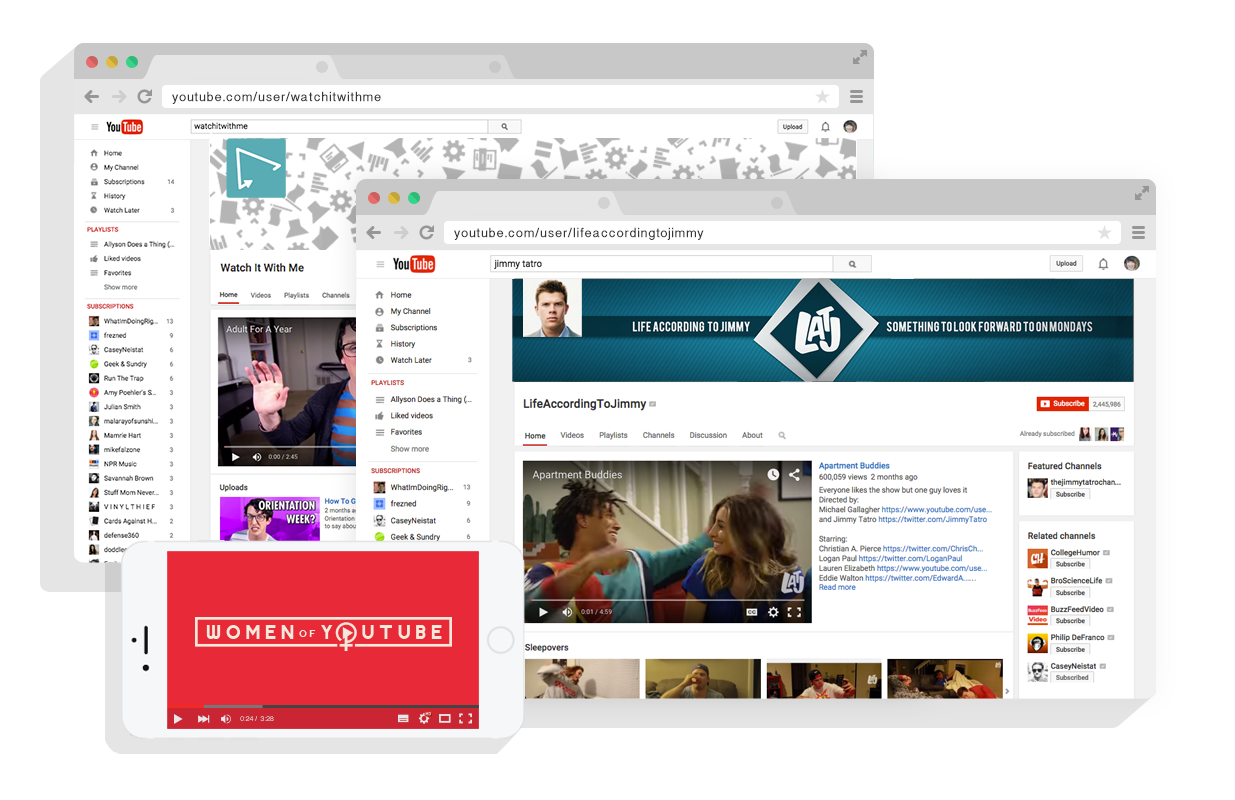 youtube.com/user/watchitwithme
YouTube
watchitwithme
Upload
Home
My Channel
Subscriptions 14
History
Watch Later 3
PLAYLISTS
Allyson Does a Thing (...
Liked videos
Favorites
Show more
SUBSCRIPTIONS
WhatImDoingRig... 13
frezned 9
CaseyNeistat 6
Geek & Sundry 6
Run The Trap 6
Amy Poehler's S... 3
Julian Smith 3
malarayofsunshi... 3
Mamrie Hart 3
mikefalzone 3
NPR Music 3
Savannah Brown 3
Stuff Mom Never... 3
VINYLTHIEF 3
Cards Against H... 2
defense360 2
doddlec
Watch It With Me
Home Videos Playlists Channels
Adult For A Year
0:00 / 2:45
Uploads
ORIENTATION
WEEK?
How To G
2 months a
Orientation
to say abou
youtube.com/user/lifeaccordingtojimmy
YouTube
jimmy tatro
Upload
Home
My Channel
Subscriptions
History
Watch Later 3
PLAYLISTS
Allyson Does a Thing (...
Liked videos
Favorites
Show more
SUBSCRIPTIONS
WhatImDoingRig... 13
frezned 9
CaseyNeistat 6
Geek & Sundry 6
LIFE ACCORDING TO JIMMY
LATJ
SOMETHING TO LOOK FORWARD TO ON MONDAYS
LifeAccordingToJimmy
Subscribe 2,445,986
Home Videos Playlists Channels Discussion About
Already subscribed
Apartment Buddies
LATJ
0:01 / 4:59
CC
Apartment Buddies
600,059 views 2 months ago
Everyone likes the show but one guy loves it
Directed by:
Michael Gallagher https://www.youtube.com/use...
and Jimmy Tatro https://twitter.com/JimmyTatro
Starring:
Christian A. Pierce https://twitter.com/ChrisCh...
Logan Paul https://twitter.com/LoganPaul
Lauren Elizabeth https://www.youtube.com/use...
Eddie Walton https://twitter.com/EdwardA......
Read more
Sleepovers
Featured Channels
thejimmytatrochan...
Subscribe
Related channels
CollegeHumor
Subscribe
BroScienceLife
Subscribe
BuzzFeed
Video
BuzzFeedVideo
Subscribe
Philip DeFranco
Subscribe
CaseyNeistat
Subscribed
WOMEN OF YOUTUBE
0:24 / 3:28